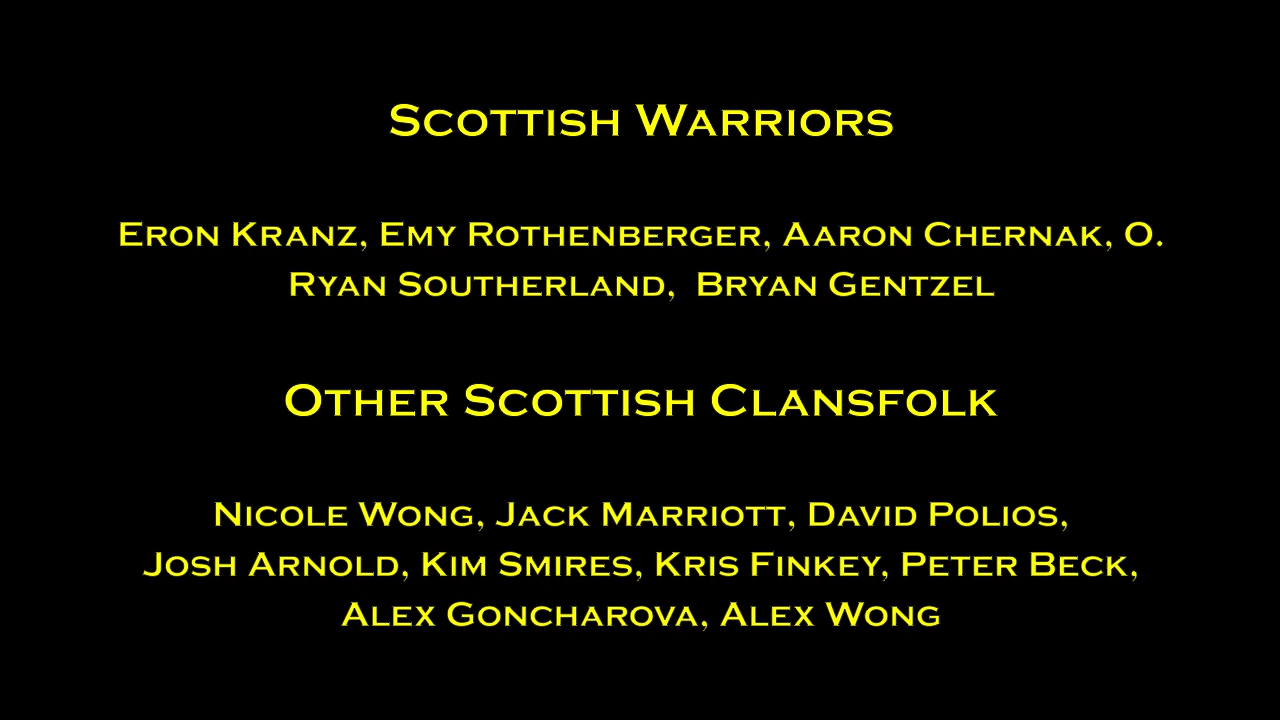 Scottish Warriors
Eron Kranz, Emy Rothenberger, Aaron Chernak, O.
Ryan Southerland, Bryan Gentzel
Other Scottish Clansfolk
Nicole Wong, Jack Marriott, David Polios,
Josh Arnold, Kim Smires, Kris Finkey, Peter Beck,
Alex Goncharova, Alex Wong